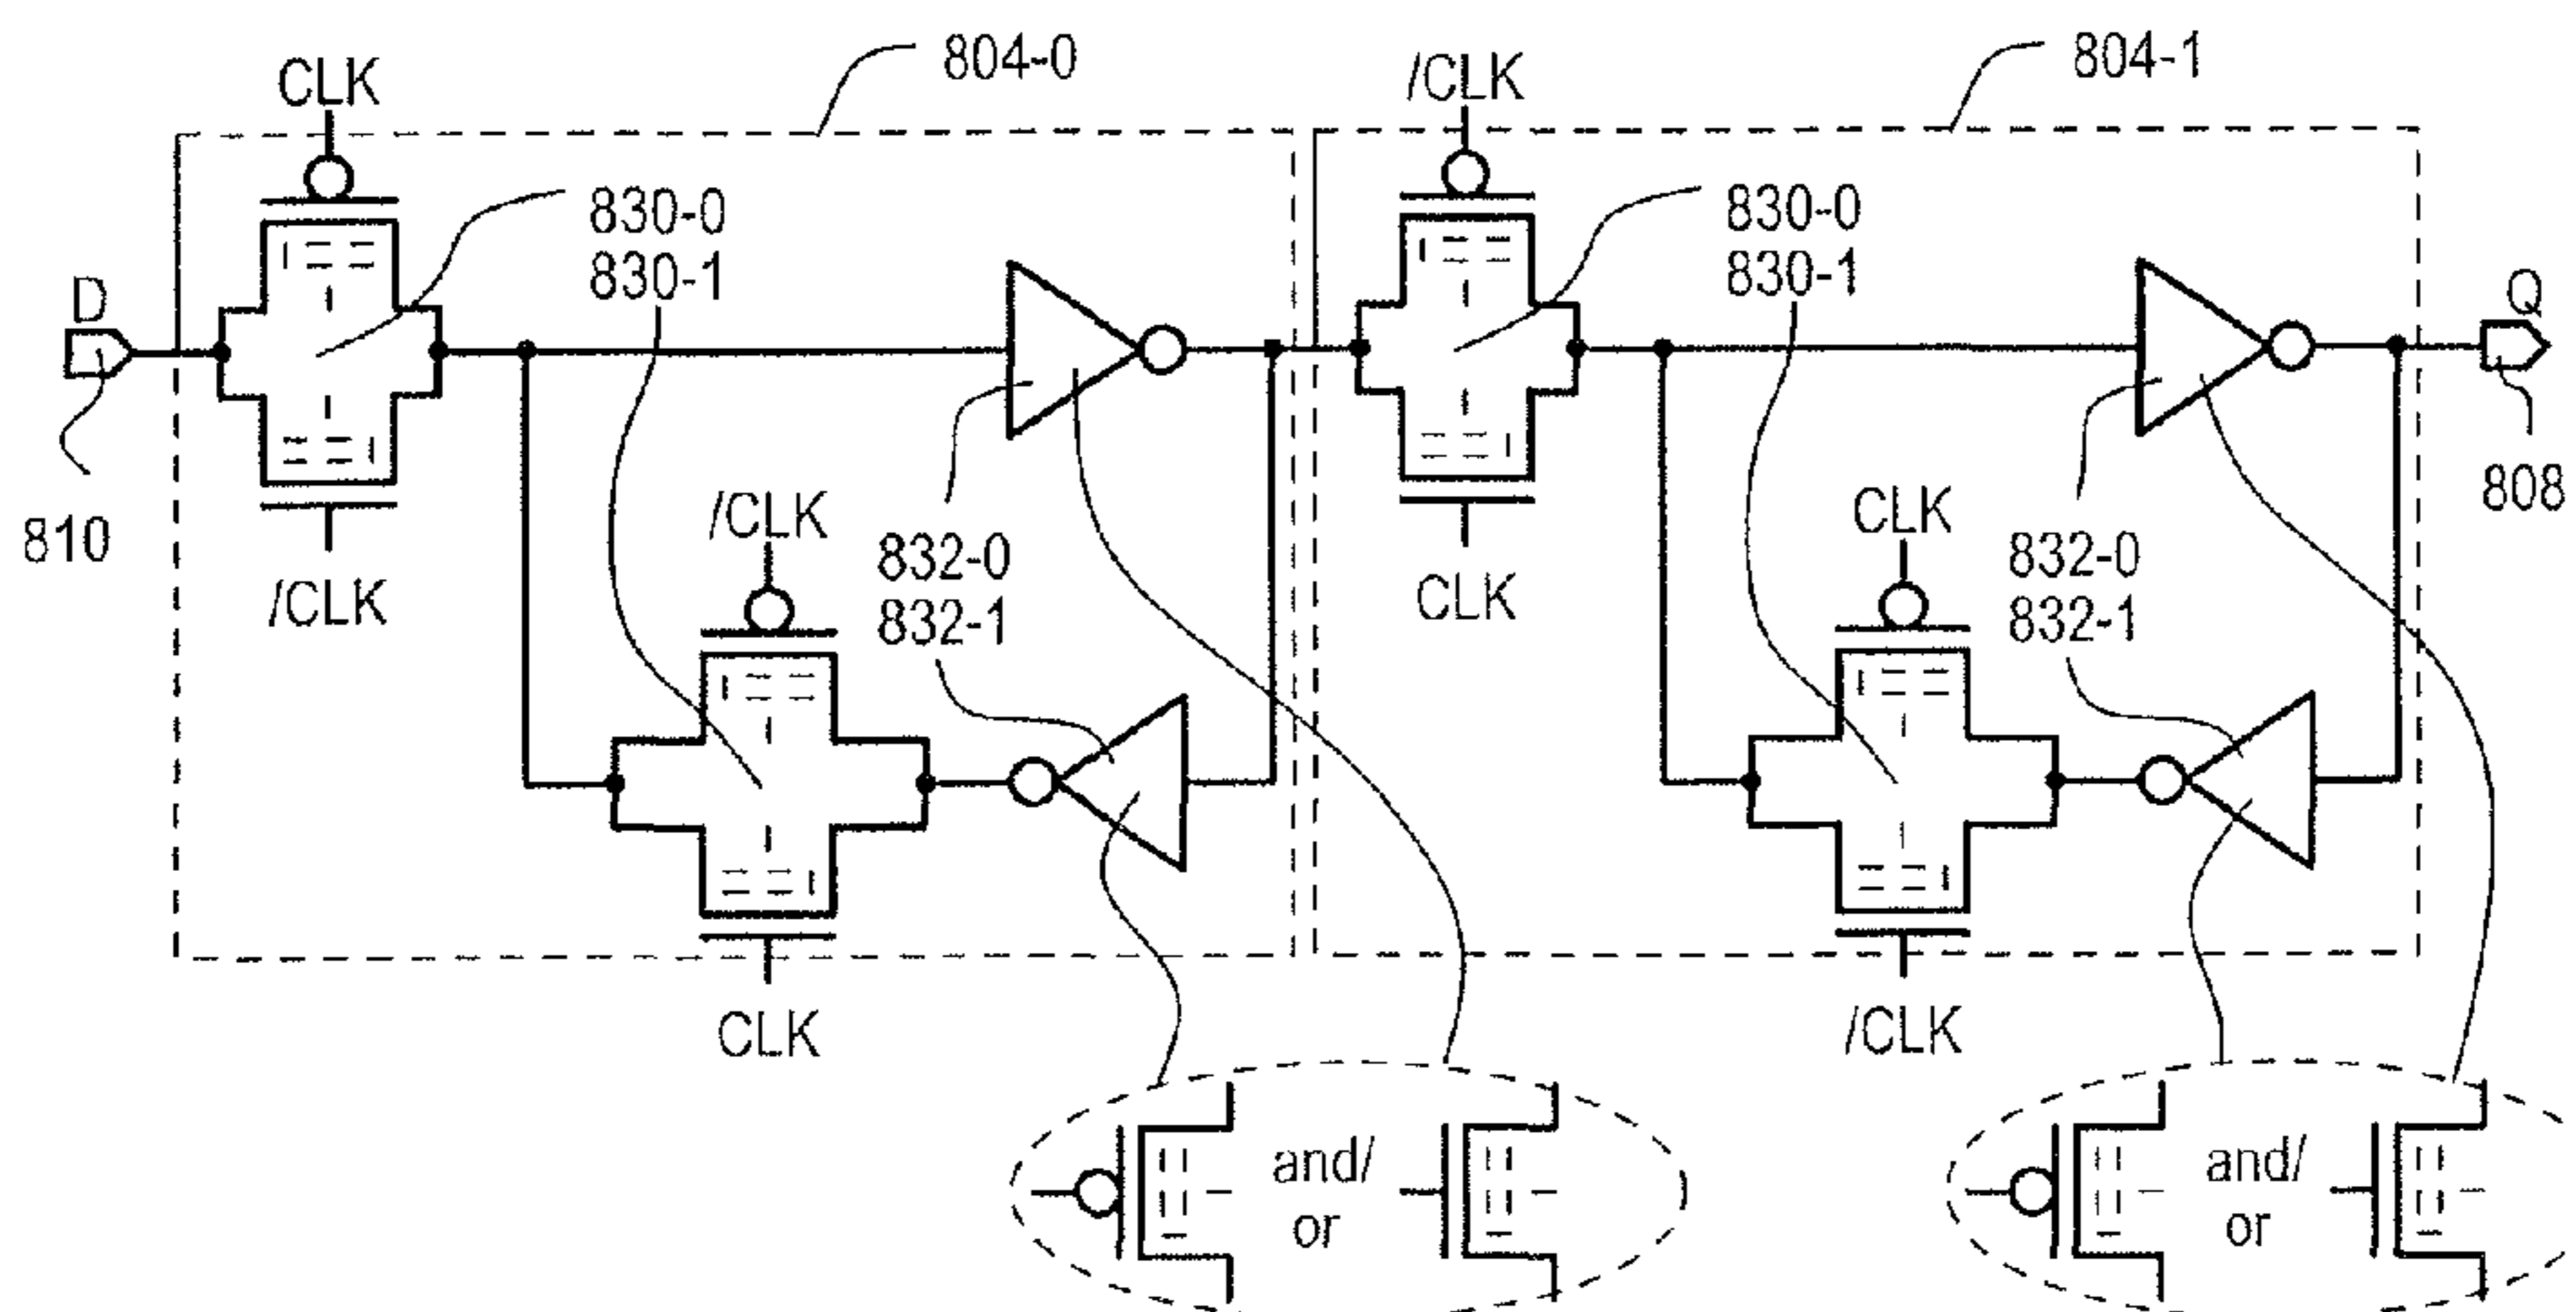 804-0
804-1
CLK
/CLK
830-0
830-1
830-0
830-1
D
Q
810
808
/CLK
CLK
/CLK
CLK
832-0
832-1
832-0
832-1
CLK
/CLK
and/
or
and/
or